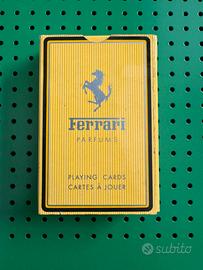 Ferrari
PARFUMS
PLAYING CARDS
CARTES À JOUER
subito